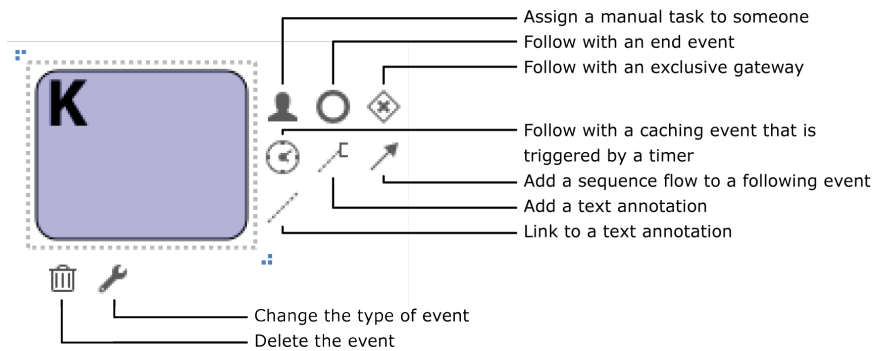 Assign a manual task to someone
Follow with an end event
Follow with an exclusive gateway
K
Follow with a caching event that is
triggered by a timer
Add a sequence flow to a following event
Add a text annotation
Link to a text annotation
Change the type of event
Delete the event